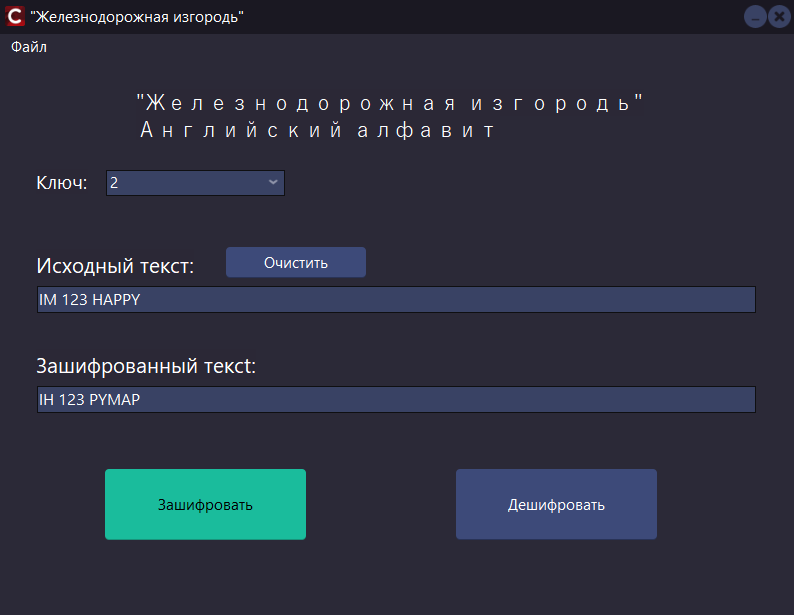 C "Железнодорожная изгородь"
Файл
"Железнодорожная изгородь"
Английский алфавит
Ключ: 2
Исходный текст: Очистить
IM 123 HAPPY
Зашифрованный текст:
IH 123 PYMAP
Зашифровать Дешифровать